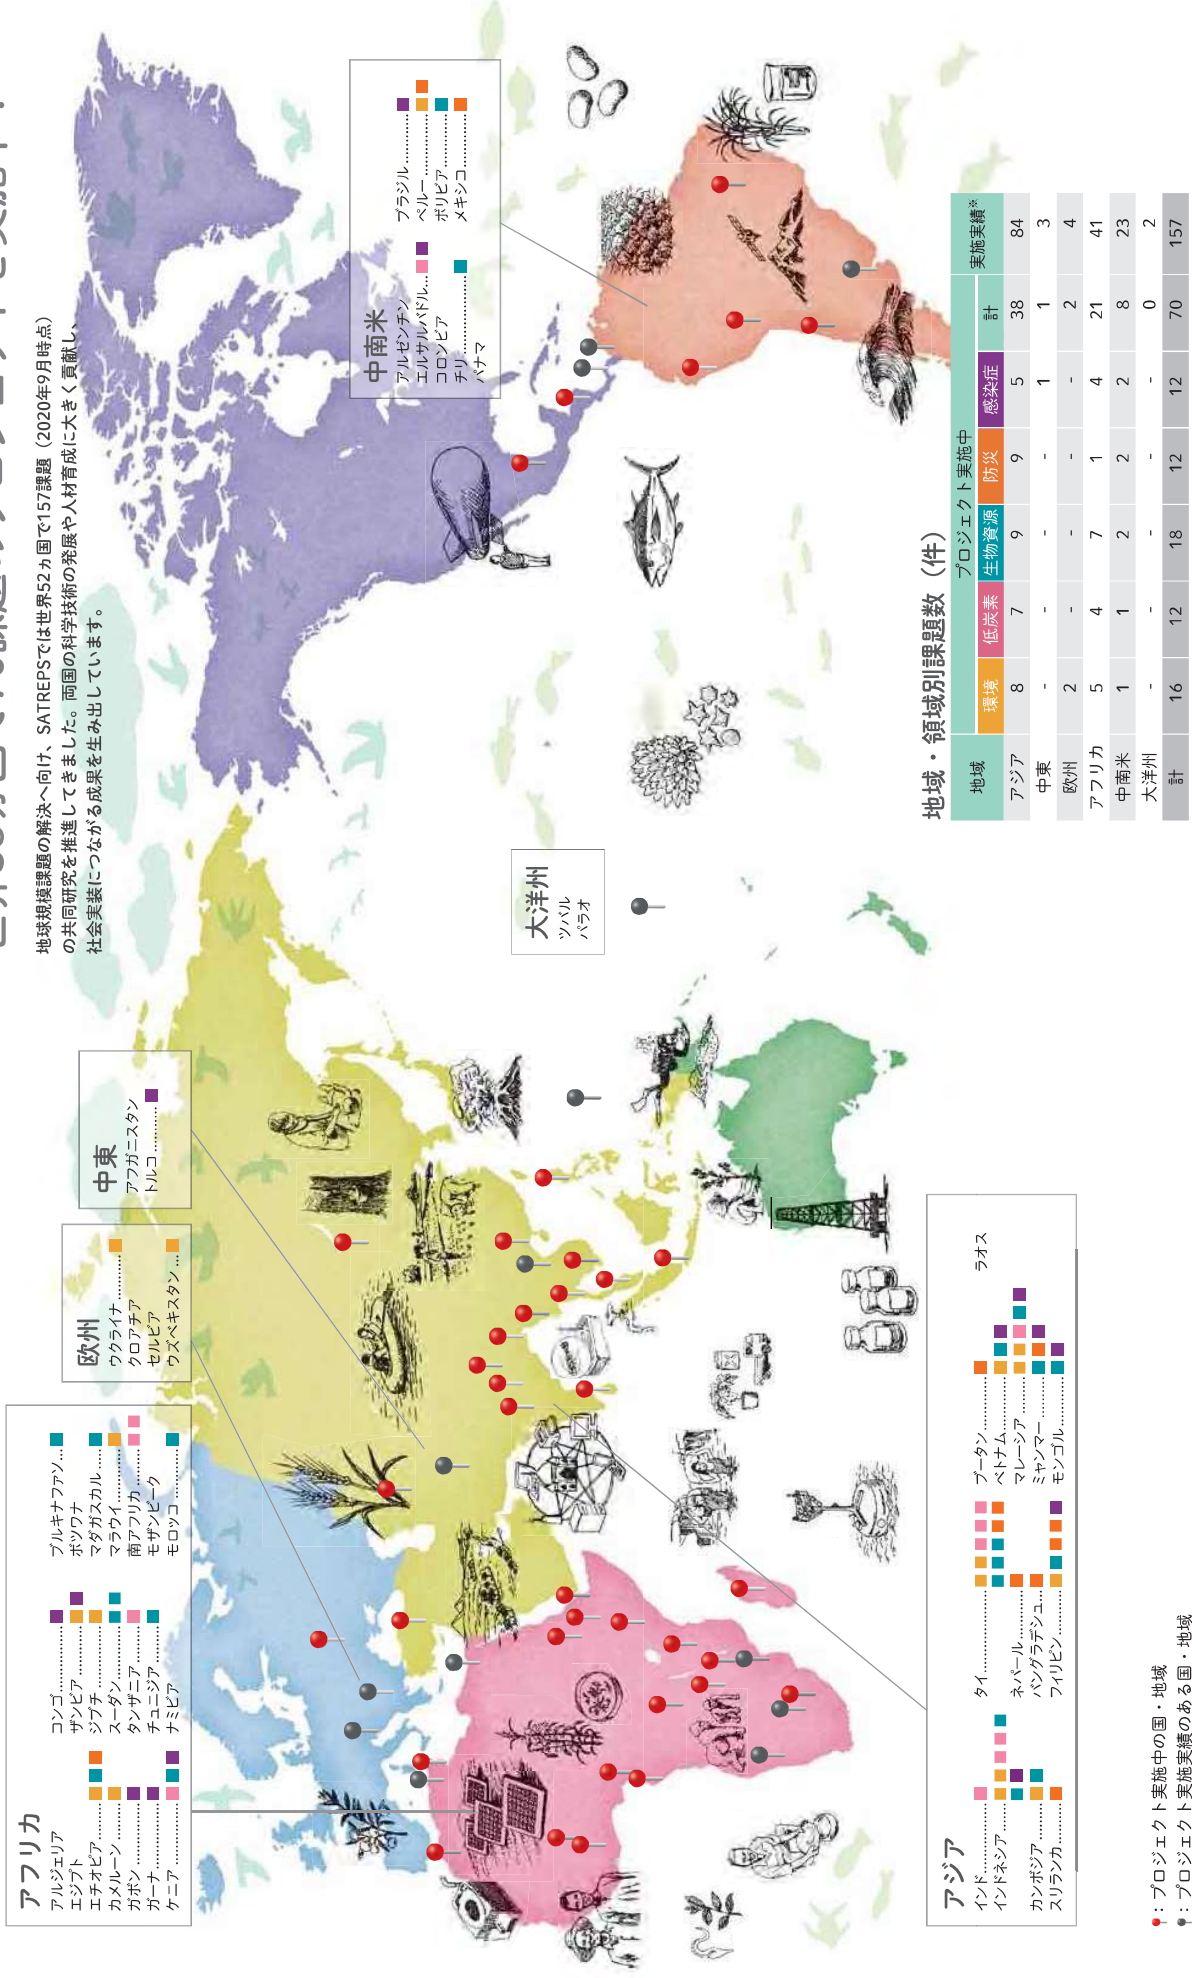 地球規模課題の解決へ向け、SATREPSでは世界52ヵ国で157課題（2020年9月時点）
の共同研究を推進してきました。両国の科学技術の発展や人材育成に大きく貢献し、
社会実装につながる成果を生み出しています。
アフリカ
アルジェリア
エジプト
エチオピア
カメルーン
ガボン
ガーナ
ケニア
コンゴ
ザンビア
ジブチ
スーダン
タンザニア
チュニジア
ナミビア
ブルキナファソ
ボツワナ
マダガスカル
マラウイ
南アフリカ
モザンビーク
モロッコ
欧州
ウクライナ
クロアチア
セルビア
ウズベキスタン
中東
アフガニスタン
トルコ
大洋州
ツバル
パラオ
中南米
アルゼンチン
エルサルバドル
コロンビア
チリ
パナマ
ブラジル
ペルー
ボリビア
メキシコ
アジア
インド
インドネシア
カンボジア
スリランカ
タイ
ネパール
バングラデシュ
フィリピン
ブータン
ベトナム
マレーシア
ミャンマー
モンゴル
ラオス
地域・領域別課題数（件）
地域 プロジェクト実施中 実施実績※
環境 低炭素 生物資源 防災 感染症 計
アジア 8 7 9 9 5 38 84
中東 - - - - 1 1 3
欧州 2 - - - - 2 4
アフリカ 5 4 7 1 4 21 41
中南米 1 1 2 2 2 8 23
大洋州 - - - - - 0 2
計 16 12 18 12 12 70 157
：プロジェクト実施中の国・地域
：プロジェクト実施実績のある国・地域